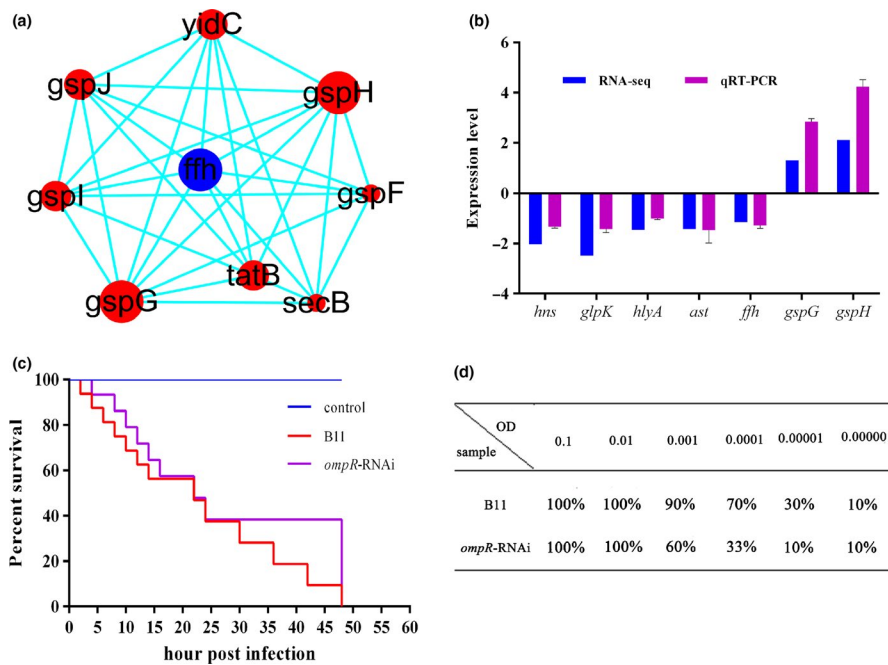 (a)
yidC
gspJ
gspH
ffh
gspI
gspF
tatB
gspG
secB
(b)
6
4
2
0
−2
−4
Expression level
RNA-seq
qRT-PCR
hns
glpK
hlyA
ast
ffh
gspG
gspH
(c)
100
80
60
40
20
0
Percent survival
control
B11
ompR-RNAi
0 5 10 15 20 25 30 35 40 45 50 55 60
hour post infection
(d)
OD
sample
0.1 0.01 0.001 0.0001 0.00001 0.00000
B11 100% 100% 90% 70% 30% 10%
ompR-RNAi 100% 100% 60% 33% 10% 10%